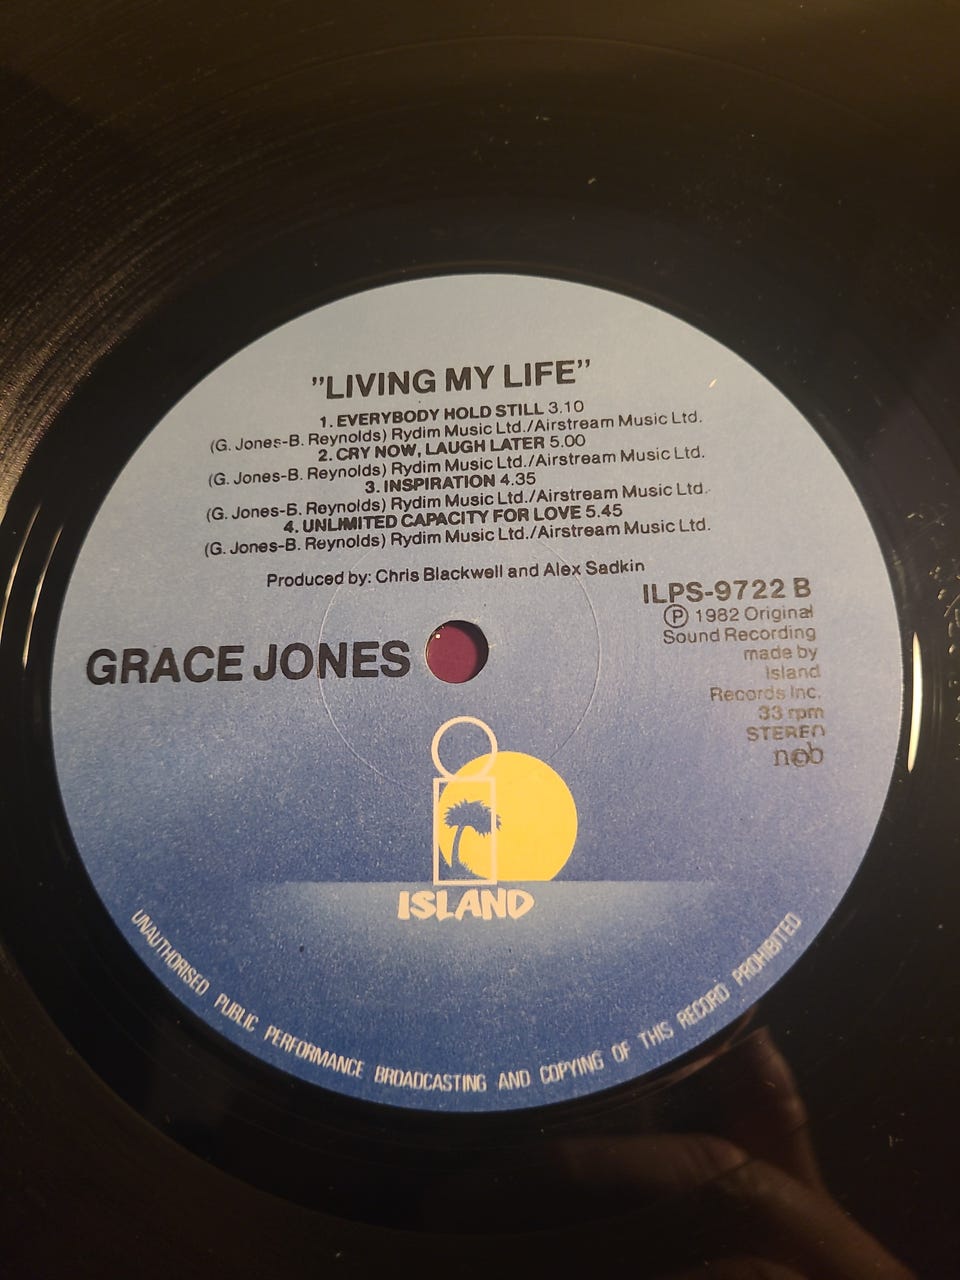 "LIVING MY LIFE"
1. EVERYBODY HOLD STILL 3.10
(G. Jones-B. Reynolds) Rydim Music Ltd./Airstream Music Ltd.
2. CRY NOW, LAUGH LATER 5.00
(G. Jones-B. Reynolds) Rydim Music Ltd./Airstream Music Ltd.
3. INSPIRATION 4.35
(G. Jones-B. Reynolds) Rydim Music Ltd./Airstream Music Ltd.
4. UNLIMITED CAPACITY FOR LOVE 5.45
(G. Jones-B. Reynolds) Rydim Music Ltd./Airstream Music Ltd.
Produced by: Chris Blackwell and Alex Sadkin
ILPS-9722 B
Ⓟ 1982 Original
Sound Recording
made by
Island
Records Inc.
33 rpm
STEREO
n©b
GRACE JONES
ISLAND
UNAUTHORISED PUBLIC PERFORMANCE BROADCASTING AND COPYING OF THIS RECORD PROHIBITED